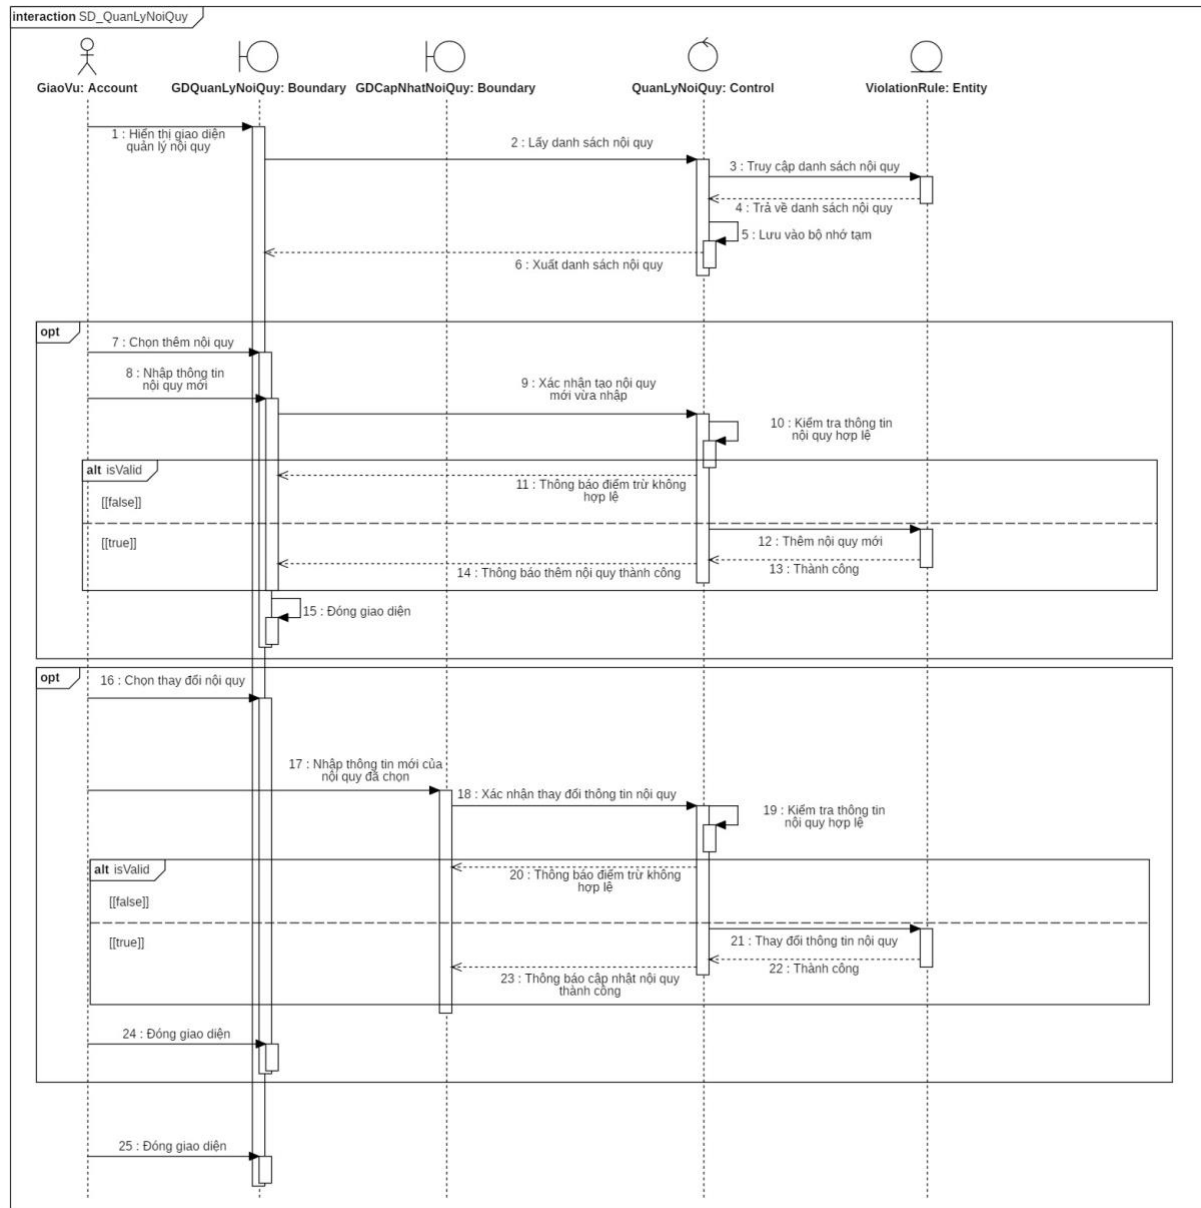 interaction SD_QuanLyNoiQuy
GiaoVu: Account
GDQuanLyNoiQuy: Boundary
GDCapNhatNoiQuy: Boundary
QuanLyNoiQuy: Control
ViolationRule: Entity
1 : Hiển thị giao diện
quản lý nội quy
2 : Lấy danh sách nội quy
3 : Truy cập danh sách nội quy
4 : Trả về danh sách nội quy
5 : Lưu vào bộ nhớ tạm
6 : Xuất danh sách nội quy
opt
7 : Chọn thêm nội quy
8 : Nhập thông tin
nội quy mới
9 : Xác nhận tạo nội quy
mới vừa nhập
10 : Kiểm tra thông tin
nội quy hợp lệ
alt isValid
11 : Thông báo điểm trừ không
hợp lệ
[[false]]
[[true]]
12 : Thêm nội quy mới
13 : Thành công
14 : Thông báo thêm nội quy thành công
15 : Đóng giao diện
opt
16 : Chọn thay đổi nội quy
17 : Nhập thông tin mới của
nội quy đã chọn
18 : Xác nhận thay đổi thông tin nội quy
19 : Kiểm tra thông tin
nội quy hợp lệ
alt isValid
20 : Thông báo điểm trừ không
hợp lệ
[[false]]
[[true]]
21 : Thay đổi thông tin nội quy
22 : Thành công
23 : Thông báo cập nhật nội quy
thành công
24 : Đóng giao diện
25 : Đóng giao diện